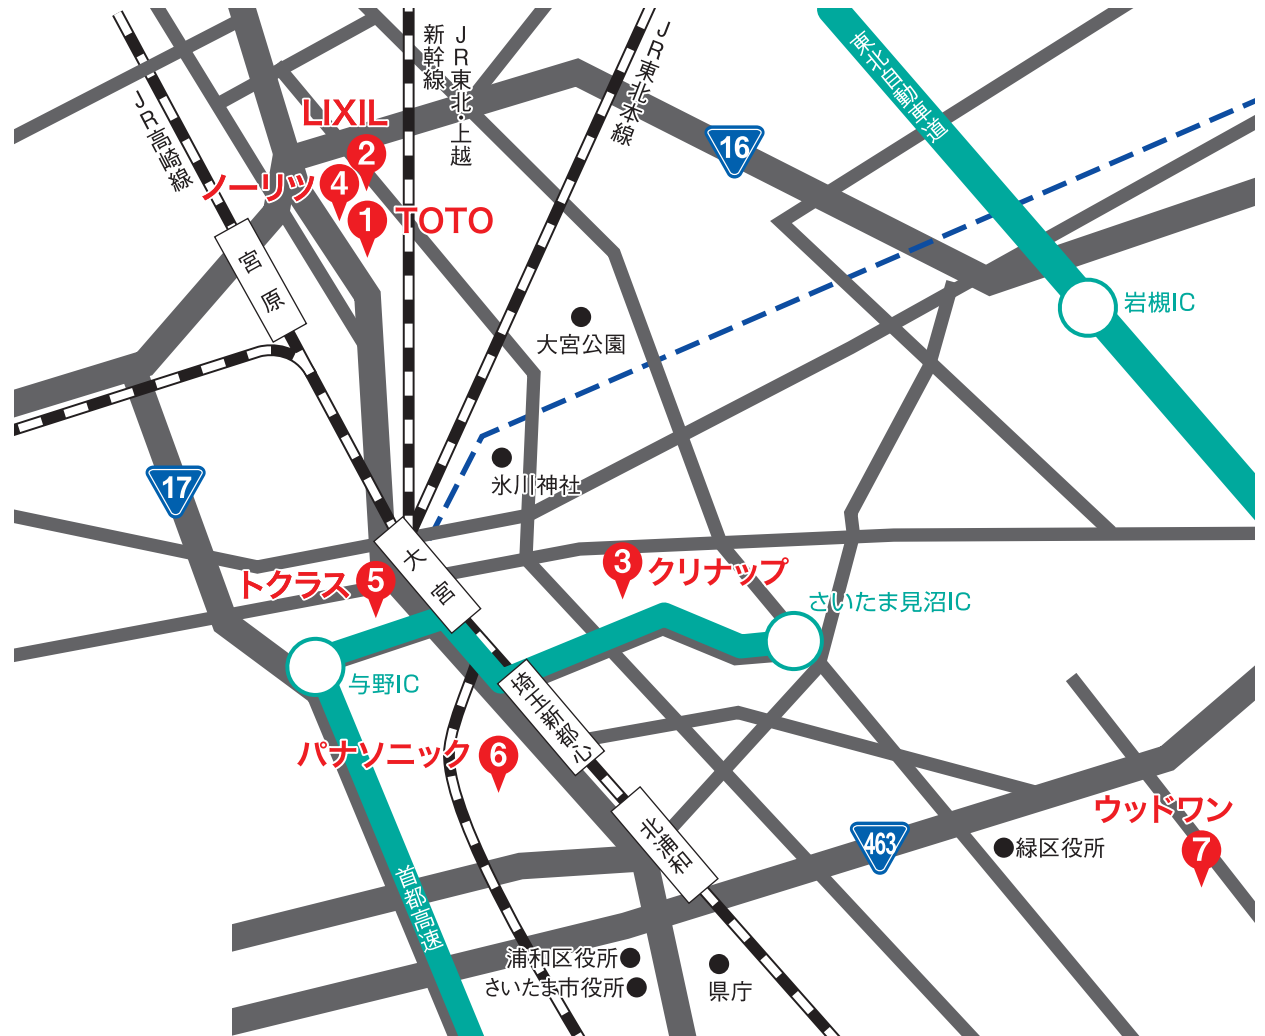 JR東北・上越
新幹線
JR東北本線
東北自動車道
JR高崎線
LIXIL
2
16
ノーリツ
4
1
TOTO
宮原
岩槻IC
大宮公園
氷川神社
17
大宮
トクラス
5
3
クリナップ
さいたま見沼IC
与野IC
埼玉新都心
パナソニック
6
ウッドワン
7
北浦和
463
緑区役所
首都高速
浦和区役所
さいたま市役所
県庁